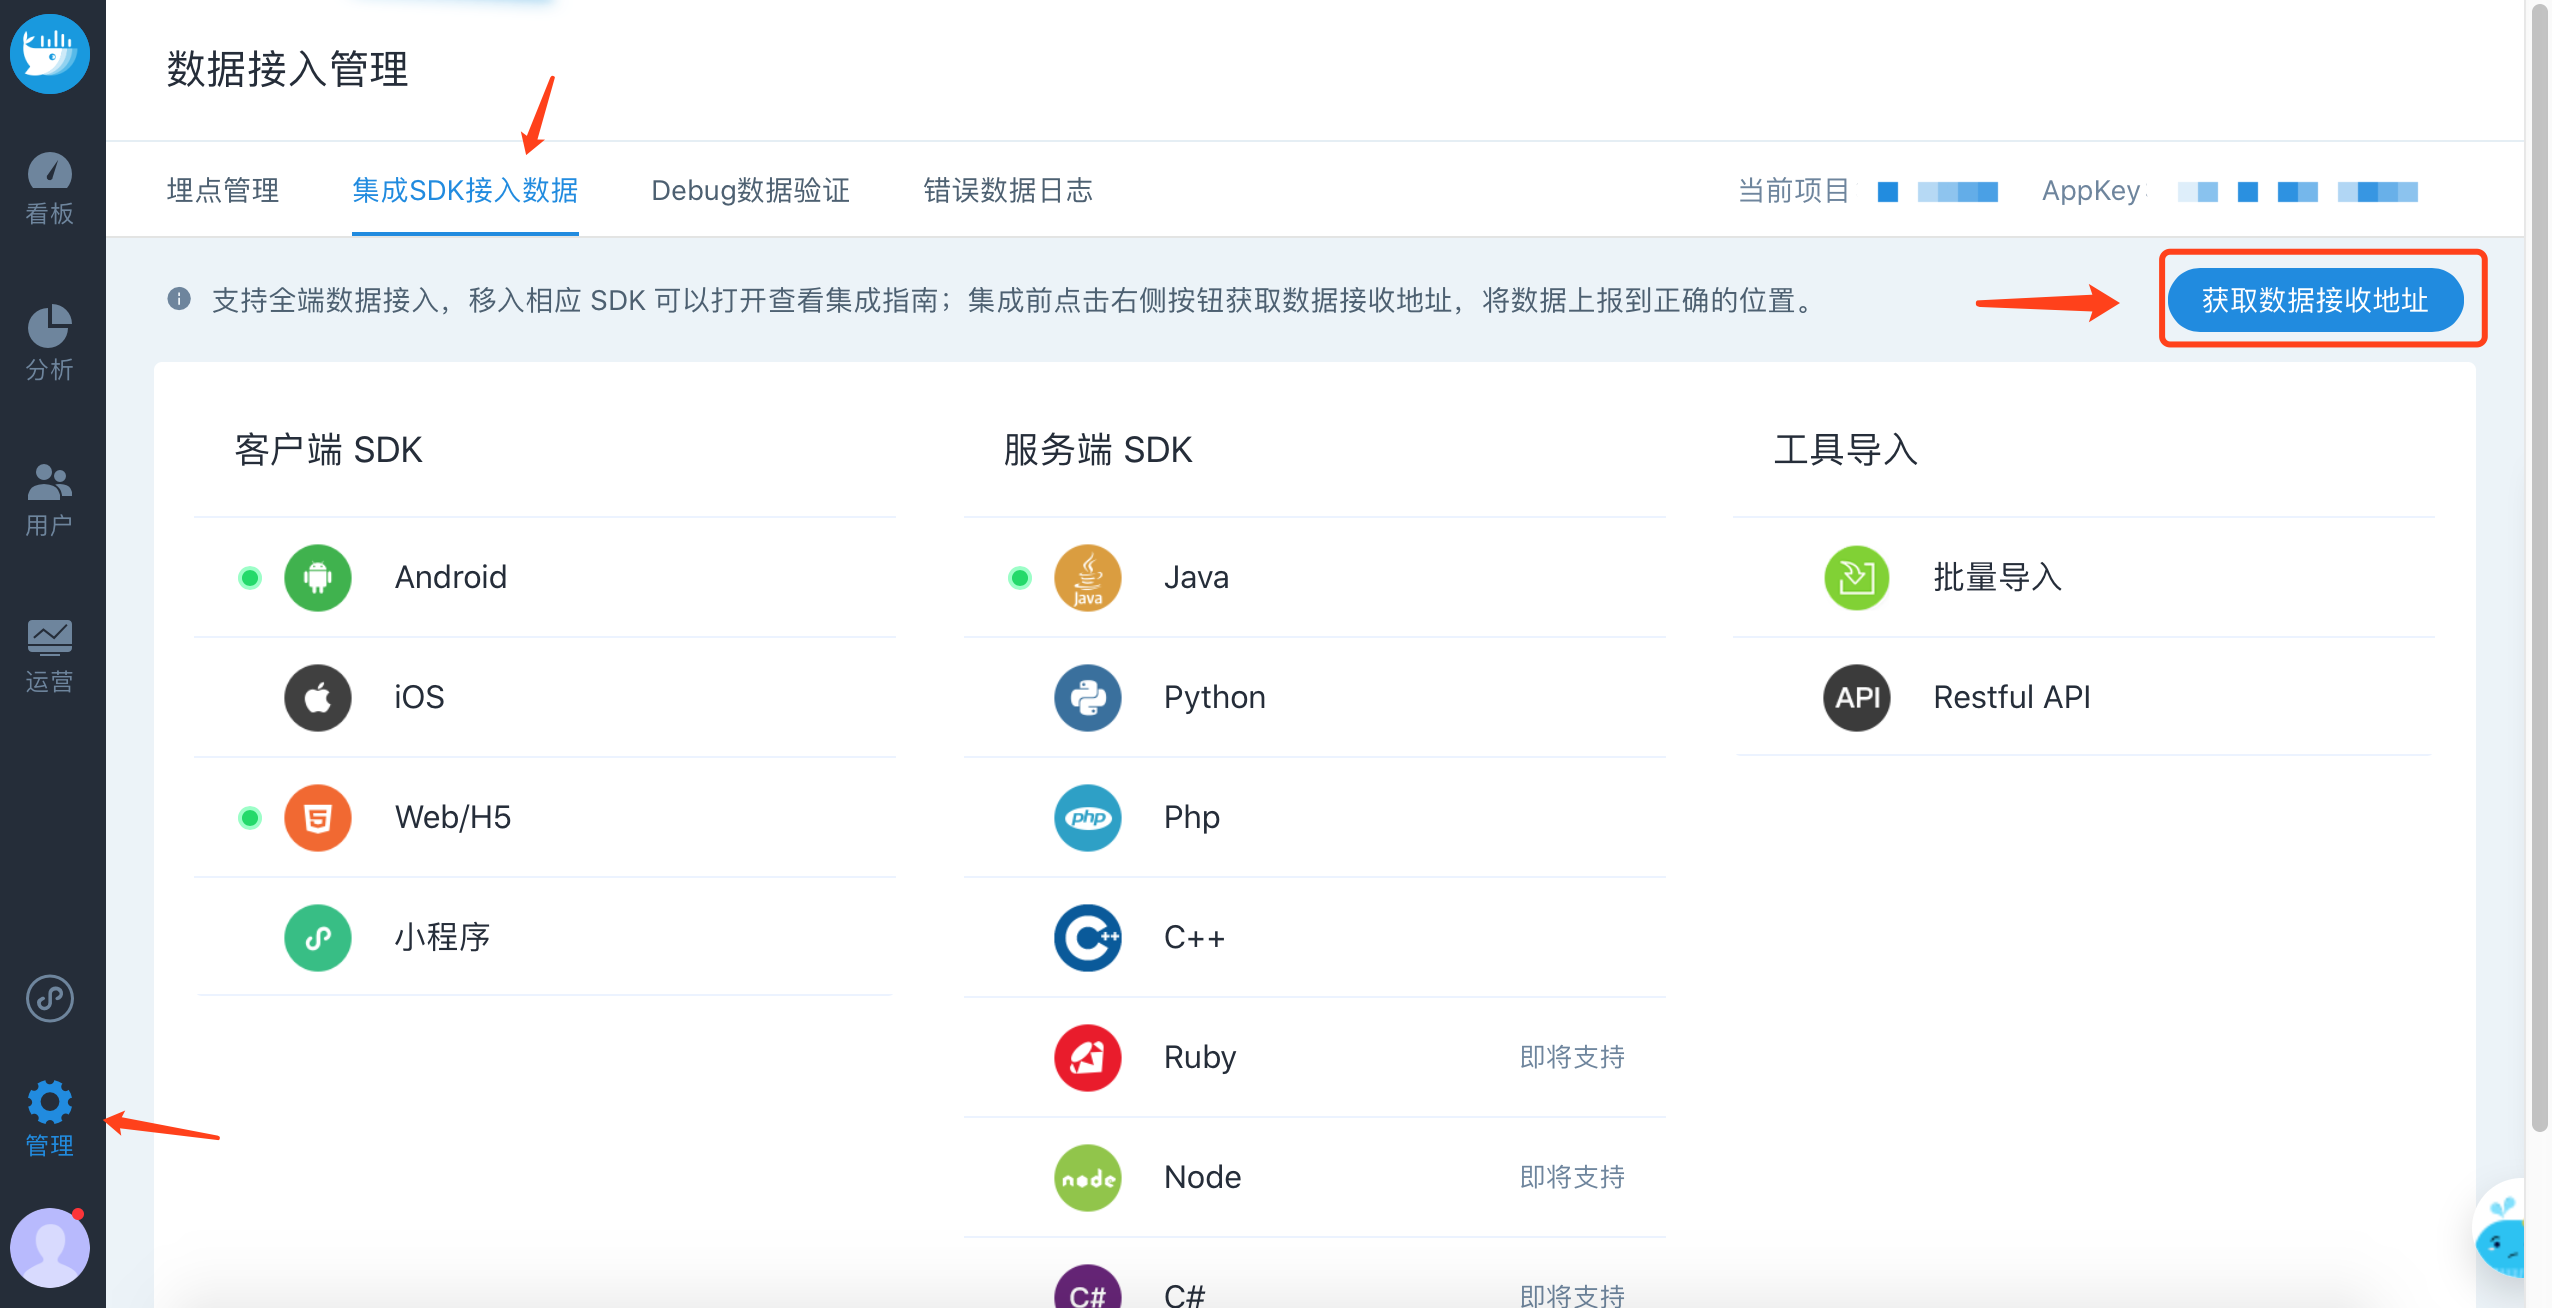 数据接入管理
看板
分析
用户
运营
管理
埋点管理 集成SDK接入数据 Debug数据验证 错误数据日志 当前项目 AppKey:
支持全端数据接入，移入相应 SDK 可以打开查看集成指南；集成前点击右侧按钮获取数据接收地址，将数据上报到正确的位置。 获取数据接收地址
客户端 SDK
Android
iOS
Web/H5
小程序
服务端 SDK
Java Java
Python
php Php
C++ C++
Ruby 即将支持
node Node 即将支持
C# C# 即将支持
工具导入
批量导入
API Restful API